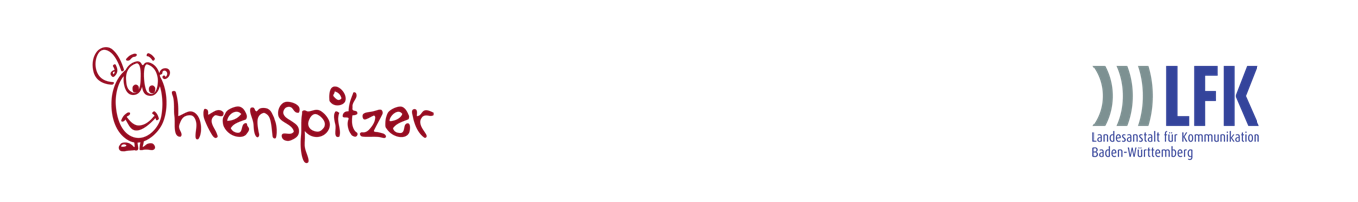 Ohrenspitzer
LFK
Landesanstalt für Kommunikation
Baden-Württemberg